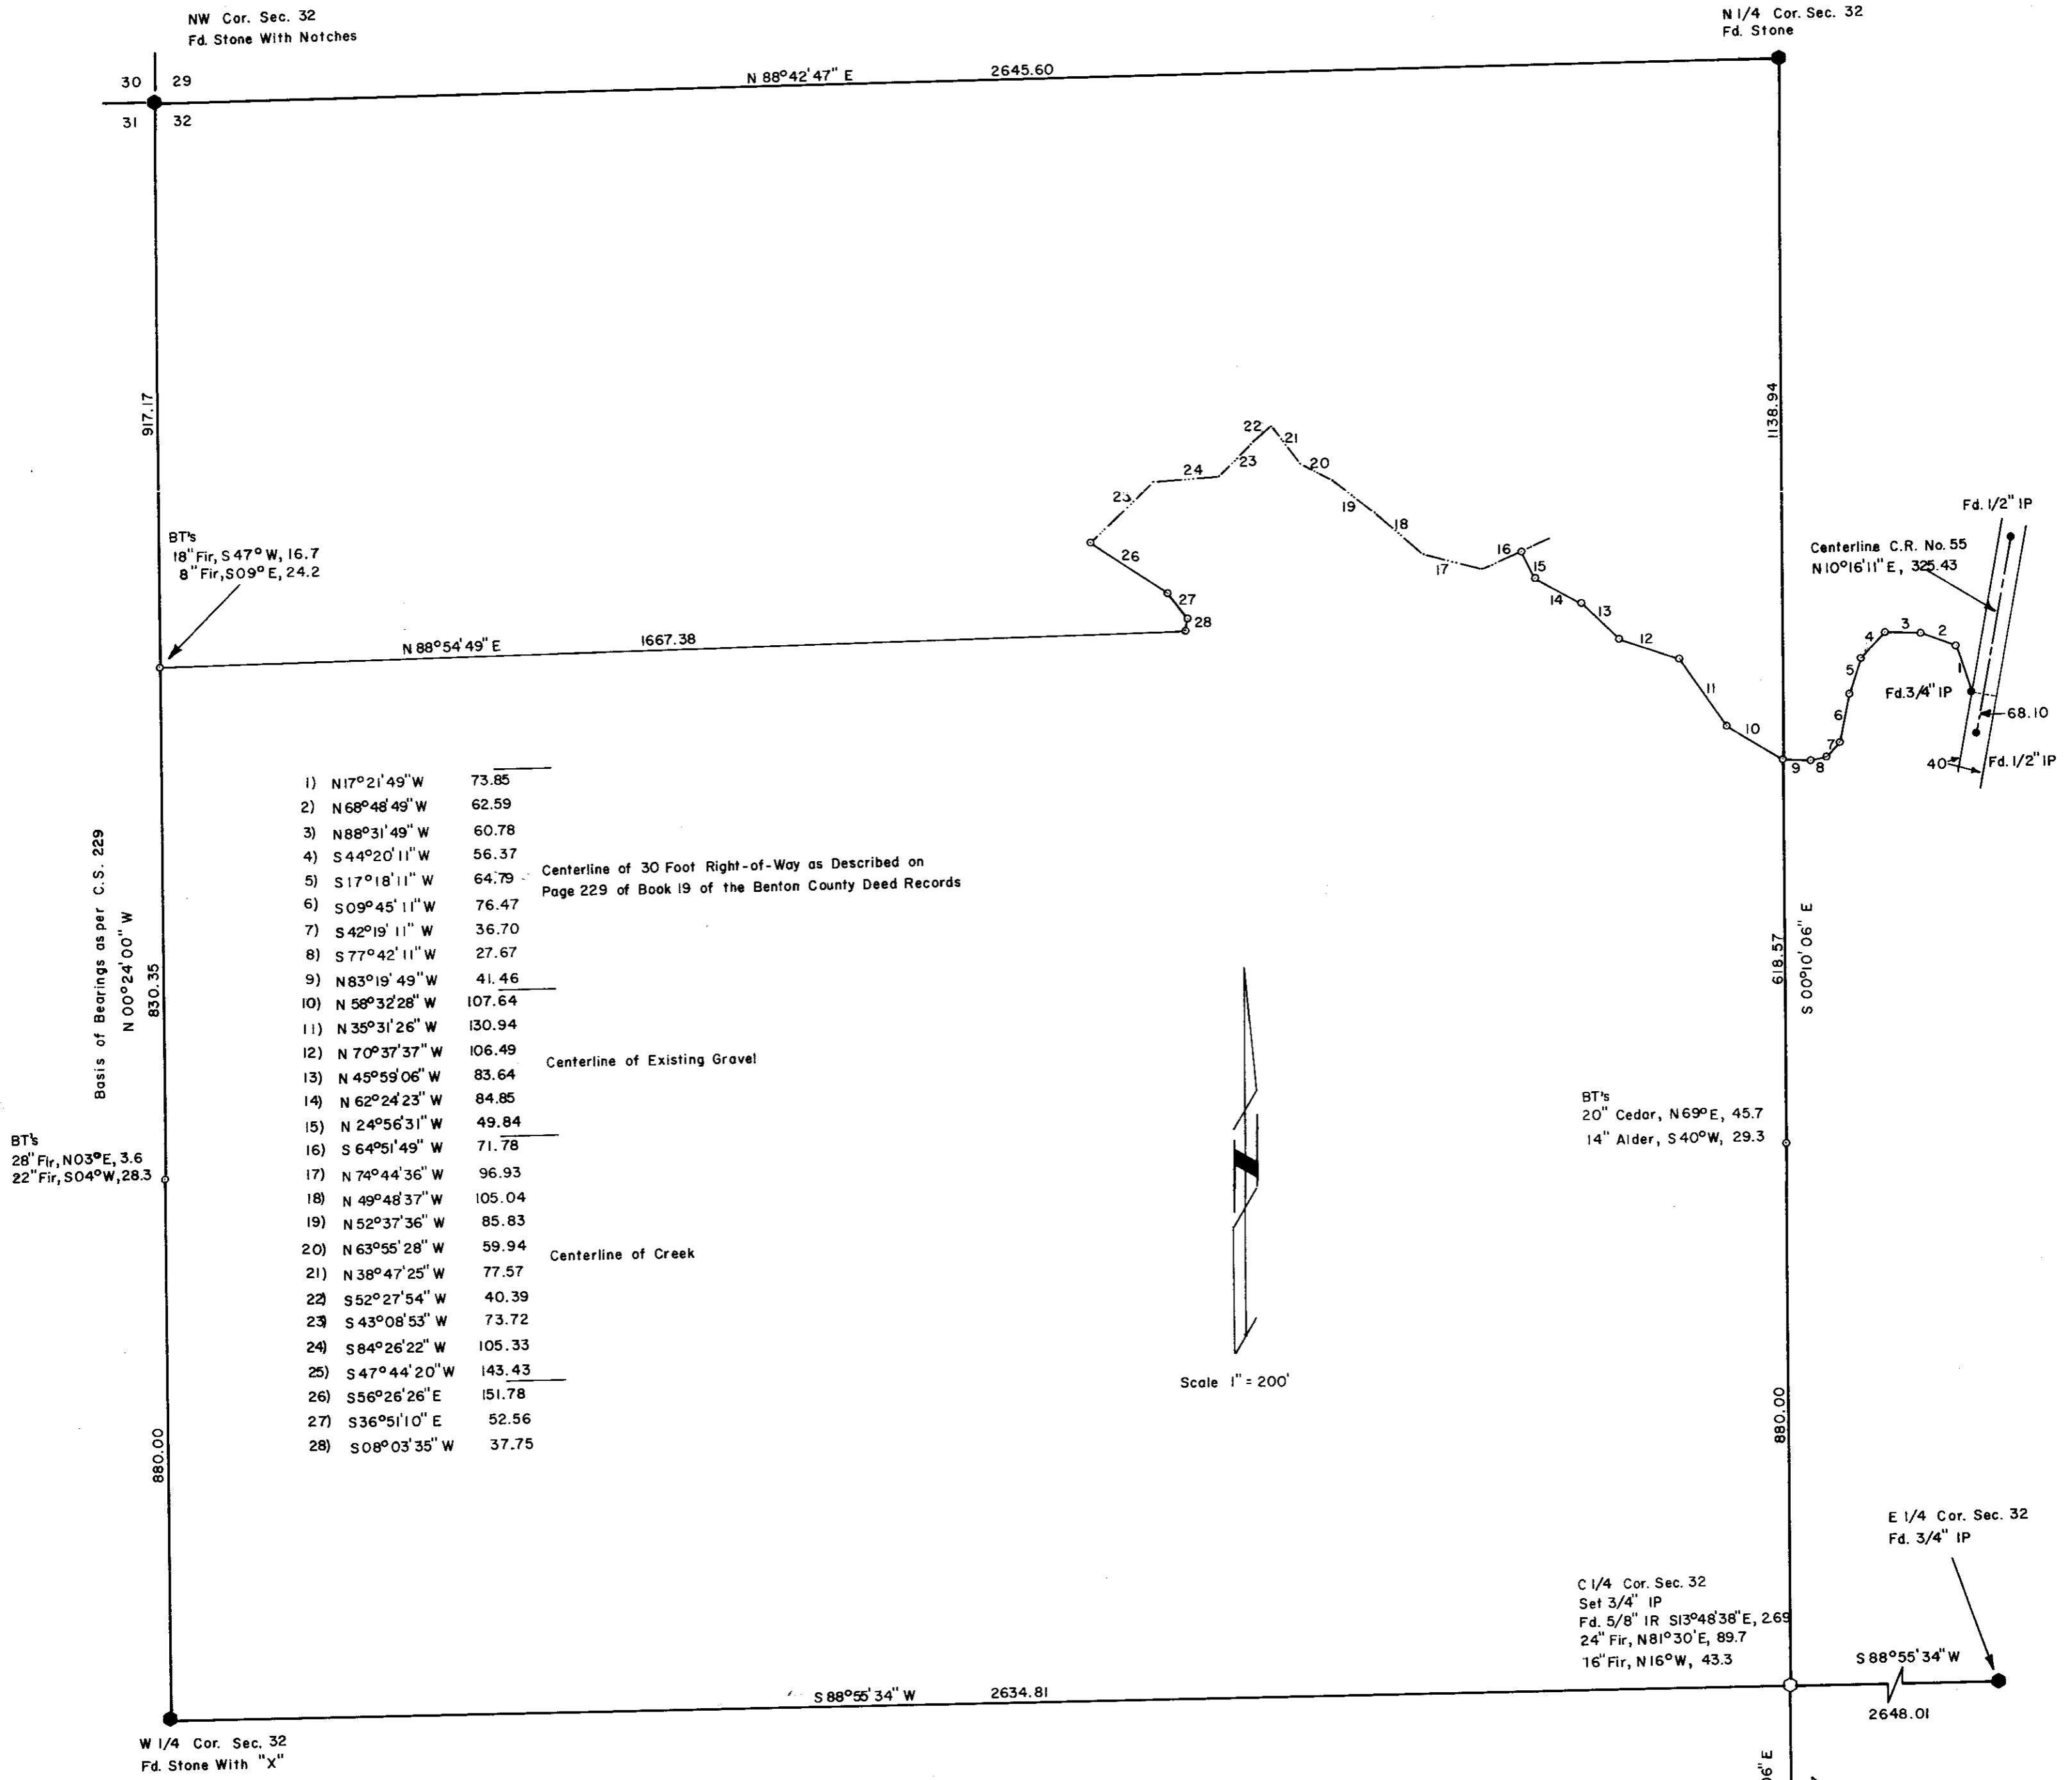 NW Cor. Sec. 32
Fd. Stone With Notches
N 1/4 Cor. Sec. 32
Fd. Stone
30 29
31 32
N 88°42'47" E 2645.60
917.17
1138.94
22
21
20
23
24
19
18
17
16
15
14
13
12
11
10
26
27
28
BT's
18" Fir, S 47° W, 16.7
8" Fir, S09° E, 24.2
N 88°54'49" E 1667.38
Fd. 1/2" IP
Centerline C.R. No. 55
N10°16'11" E, 325.43
4
3
2
1
5
6
7
9
8
Fd. 3/4" IP
68.10
40
Fd. 1/2" IP
1) N17°21'49" W 73.85
2) N68°48'49" W 62.59
3) N88°31'49" W 60.78
4) S44°20'11" W 56.37
5) S17°18'11" W 64.79
6) S09°45'11" W 76.47
7) S42°19'11" W 36.70
8) S77°42'11" W 27.67
9) N83°19'49" W 41.46
Centerline of 30 Foot Right-of-Way as Described on
Page 229 of Book 19 of the Benton County Deed Records
10) N 58°32'28" W 107.64
11) N 35°31'26" W 130.94
12) N 70°37'37" W 106.49
13) N 45°59'06" W 83.64
14) N 62°24'23" W 84.85
15) N 24°56'31" W 49.84
Centerline of Existing Gravel
16) S 64°51'49" W 71.78
17) N 74°44'36" W 96.93
18) N 49°48'37" W 105.04
19) N 52°37'36" W 85.83
20) N 63°55'28" W 59.94
21) N 38°47'25" W 77.57
22) S52°27'54" W 40.39
23) S43°08'53" W 73.72
24) S84°26'22" W 105.33
25) S47°44'20" W 143.43
Centerline of Creek
26) S56°26'26" E 151.78
27) S36°51'10" E 52.56
28) S08°03'35" W 37.75
Basis of Bearings as per C.S. 229
N 00°24'00" W
830.35
618.57
S 00°10'06" E
BT's
28" Fir, N03°E, 3.6
22" Fir, S04°W, 28.3
BT's
20" Cedar, N69°E, 45.7
14" Alder, S40°W, 29.3
N
Scale 1" = 200'
880.00
880.00
E 1/4 Cor. Sec. 32
Fd. 3/4" IP
C 1/4 Cor. Sec. 32
Set 3/4" IP
Fd. 5/8" IR S13°48'38" E, 2.69
24" Fir, N81°30'E, 89.7
16" Fir, N16°W, 43.3
S 88°55'34" W
2648.01
S 88°55'34" W 2634.81
W 1/4 Cor. Sec. 32
Fd. Stone With "X"
06" E